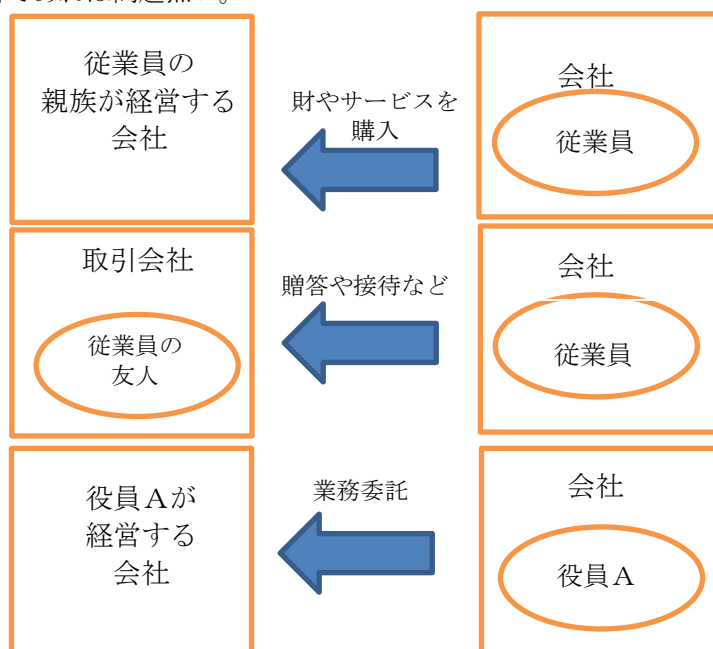 従業員の
親族が経営する
会社
財やサービスを
購入
会社
従業員
取引会社
従業員の
友人
贈答や接待など
会社
従業員
役員Aが
経営する
会社
業務委託
会社
役員A